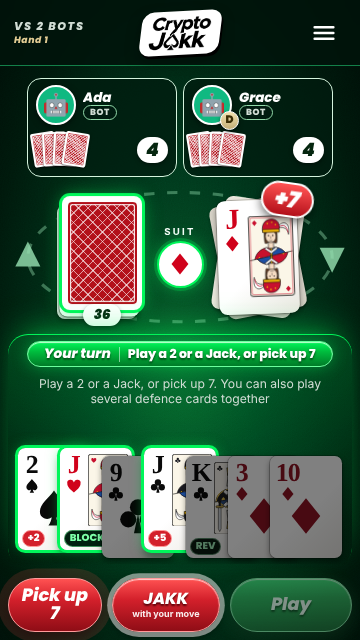 VS 2 BOTS
Hand 1
Crypto
Jakk
Ada
BOT
4
Grace
BOT
D
4
SUIT
J
+7
36
Your turn | Play a 2 or a Jack, or pick up 7
Play a 2 or a Jack, or pick up 7. You can also play
several defence cards together
2
+2
J
BLOCK
9
J
+5
K
REV
3
10
Pick up
7
JAKK
with your move
Play